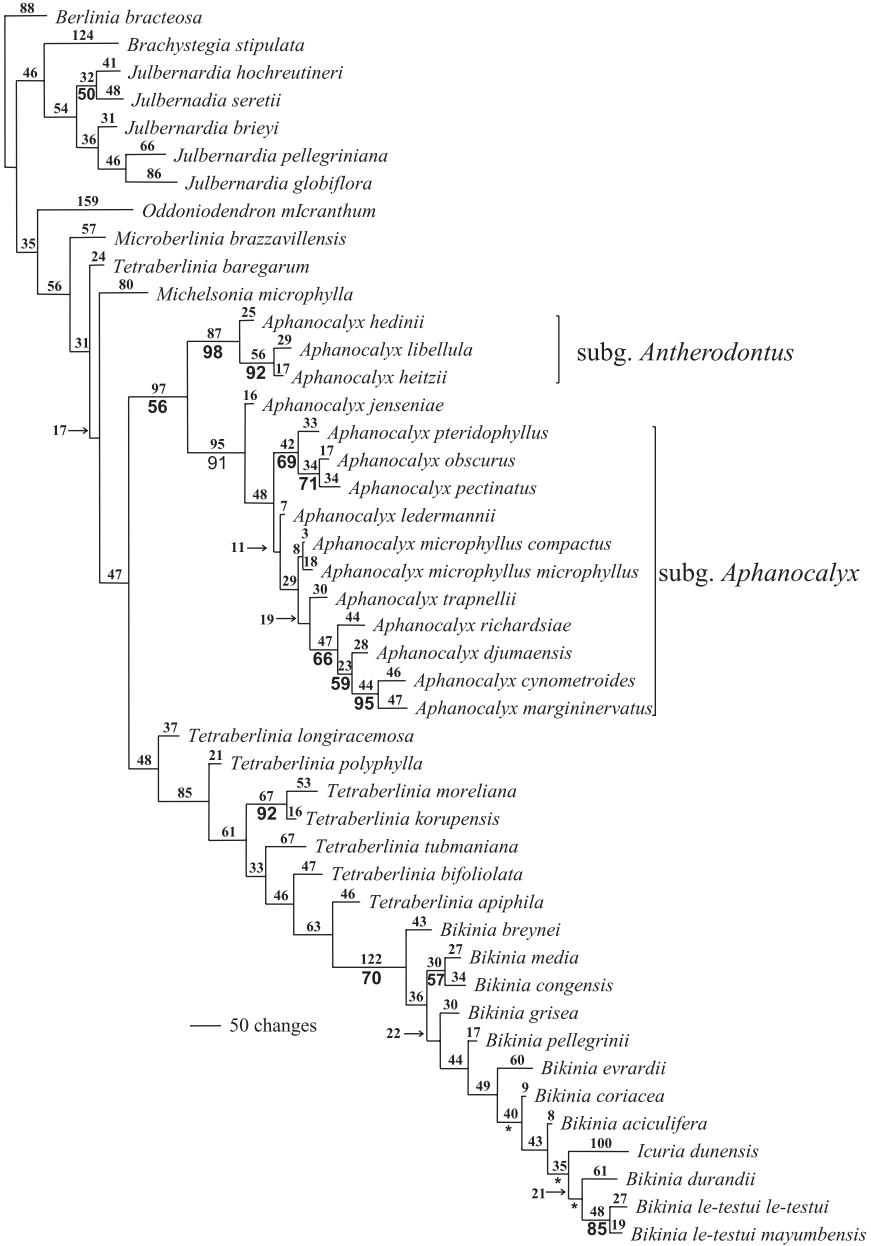 88 Berlinia bracteosa
124 Brachystegia stipulata
46
41 Julbernardia hochreutineri
32
50
48 Julbernadia seretii
54
31 Julbernardia brieyi
36
66 Julbernardia pellegriniana
46
86 Julbernardia globiflora
159 Oddoniodendron mIcranthum
35
57 Microberlinia brazzavillensis
24 Tetraberlinia baregarum
56
80 Michelsonia microphylla
25 Aphanocalyx hedinii
87
98
31
29 Aphanocalyx libellula
56
92
subg. Antherodontus
17 Aphanocalyx heitzii
97
56
16 Aphanocalyx jenseniae
17
33 Aphanocalyx pteridophyllus
95
91
42
69
17 Aphanocalyx obscurus
34
71
34 Aphanocalyx pectinatus
48
7 Aphanocalyx ledermannii
11
3 Aphanocalyx microphyllus compactus
8
18 Aphanocalyx microphyllus microphyllus
subg. Aphanocalyx
47
29
30 Aphanocalyx trapnellii
19
44 Aphanocalyx richardsiae
47
66
28 Aphanocalyx djumaensis
23
59
46 Aphanocalyx cynometroides
44
95
47 Aphanocalyx margininervatus
37 Tetraberlinia longiracemosa
48
21 Tetraberlinia polyphylla
85
53 Tetraberlinia moreliana
67
92
16 Tetraberlinia korupensis
61
67 Tetraberlinia tubmaniana
33
47 Tetraberlinia bifoliolata
46
46 Tetraberlinia apiphila
63
43 Bikinia breynei
122
70
27 Bikinia media
30
57
34 Bikinia congensis
36
30 Bikinia grisea
50 changes
22
17 Bikinia pellegrinii
44
60 Bikinia evrardii
49
9 Bikinia coriacea
40
*
8 Bikinia aciculifera
43
100 Icuria dunensis
35
*
61 Bikinia durandii
21
*
27 Bikinia le-testui le-testui
48
85
19 Bikinia le-testui mayumbensis